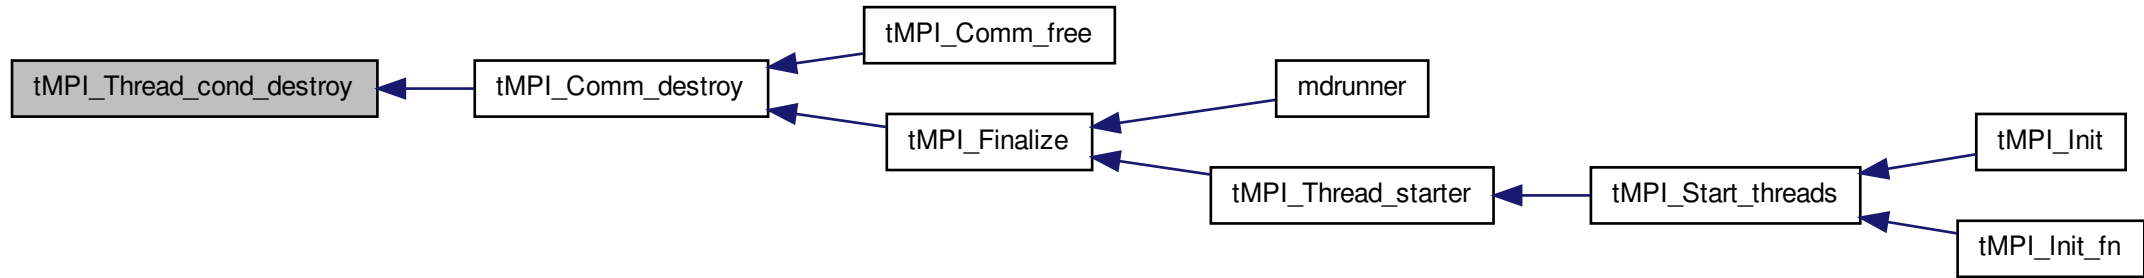 tMPI_Thread_cond_destroy
tMPI_Comm_destroy
tMPI_Comm_free
tMPI_Finalize
mdrunner
tMPI_Thread_starter
tMPI_Start_threads
tMPI_Init
tMPI_Init_fn